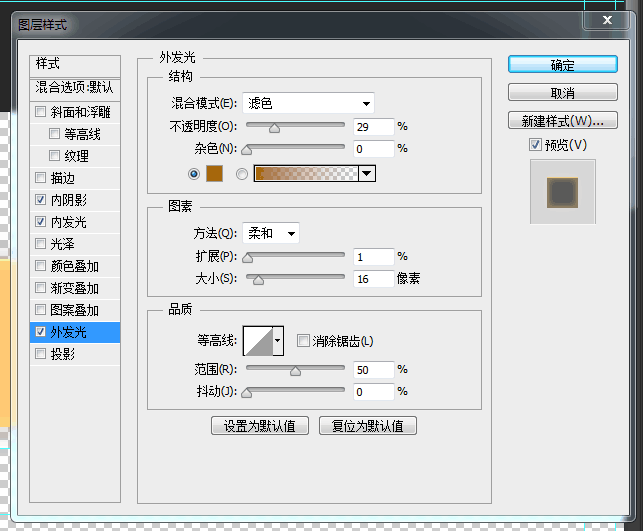 图层样式
样式
混合选项:默认
斜面和浮雕
等高线
纹理
描边
内阴影
内发光
光泽
颜色叠加
渐变叠加
图案叠加
外发光
投影
外发光
结构
混合模式(E): 滤色
不透明度(O): 29 %
杂色(N): 0 %
图素
方法(Q): 柔和
扩展(P): 1 %
大小(S): 16 像素
品质
等高线: 消除锯齿(L)
范围(R): 50 %
抖动(J): 0 %
设置为默认值 复位为默认值
确定
取消
新建样式(W)...
预览(V)